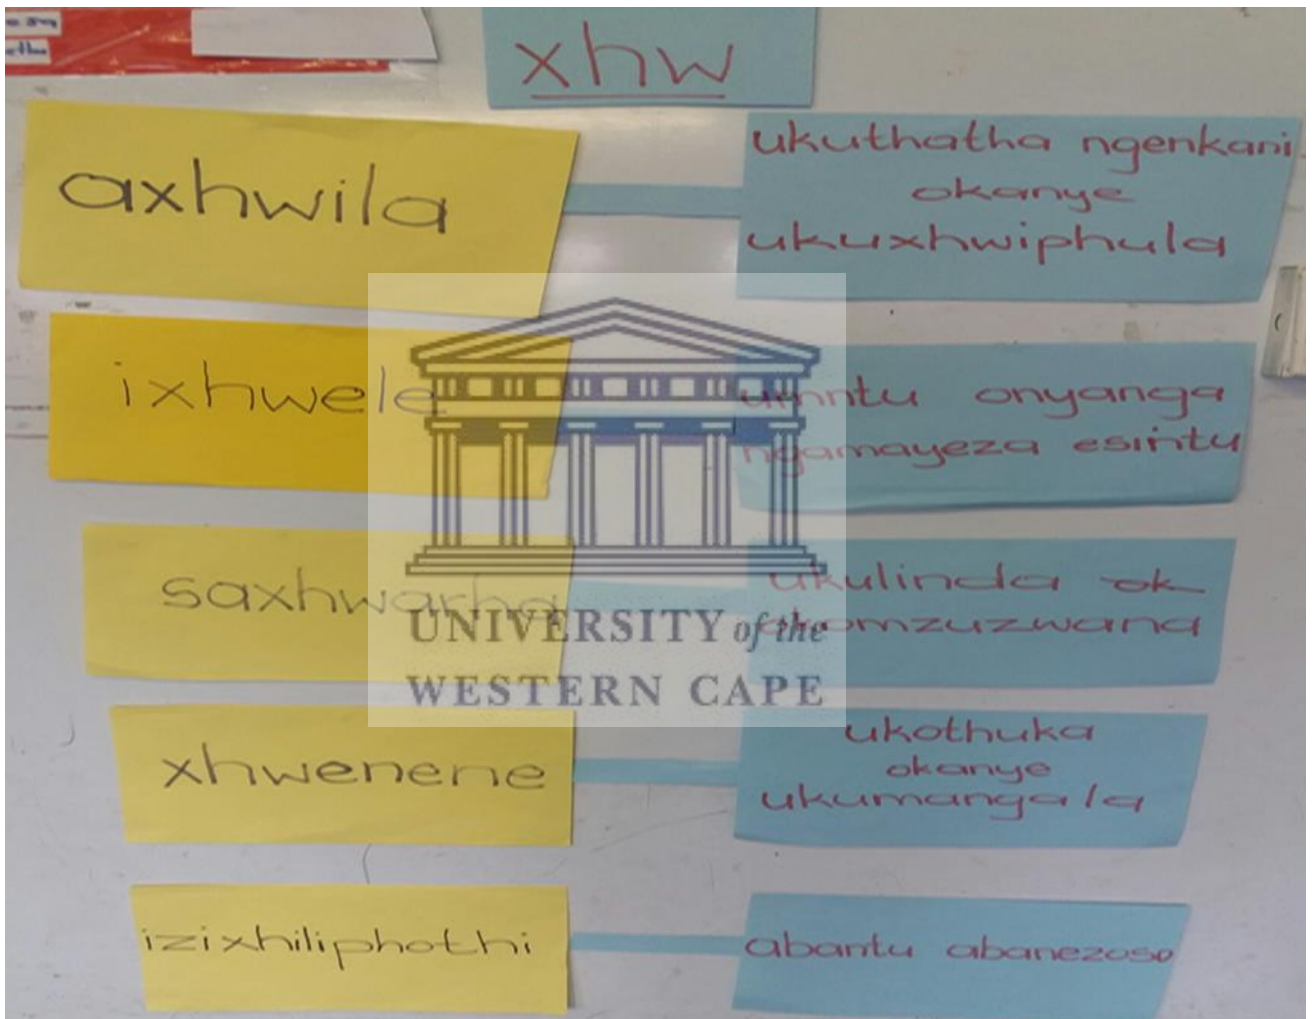 xhw
axhwila
ukuthatha ngenkani
okanye
ukuxhwiphula
ixhwele
umntu onyanga
ngamayeza esintu
saxhwarha
ukulinda ok
okomzuzwana
xhwenene
ukothuka
okanye
ukumangala
izixhiliphothi
abantu abanezoso
UNIVERSITY of the
WESTERN CAPE